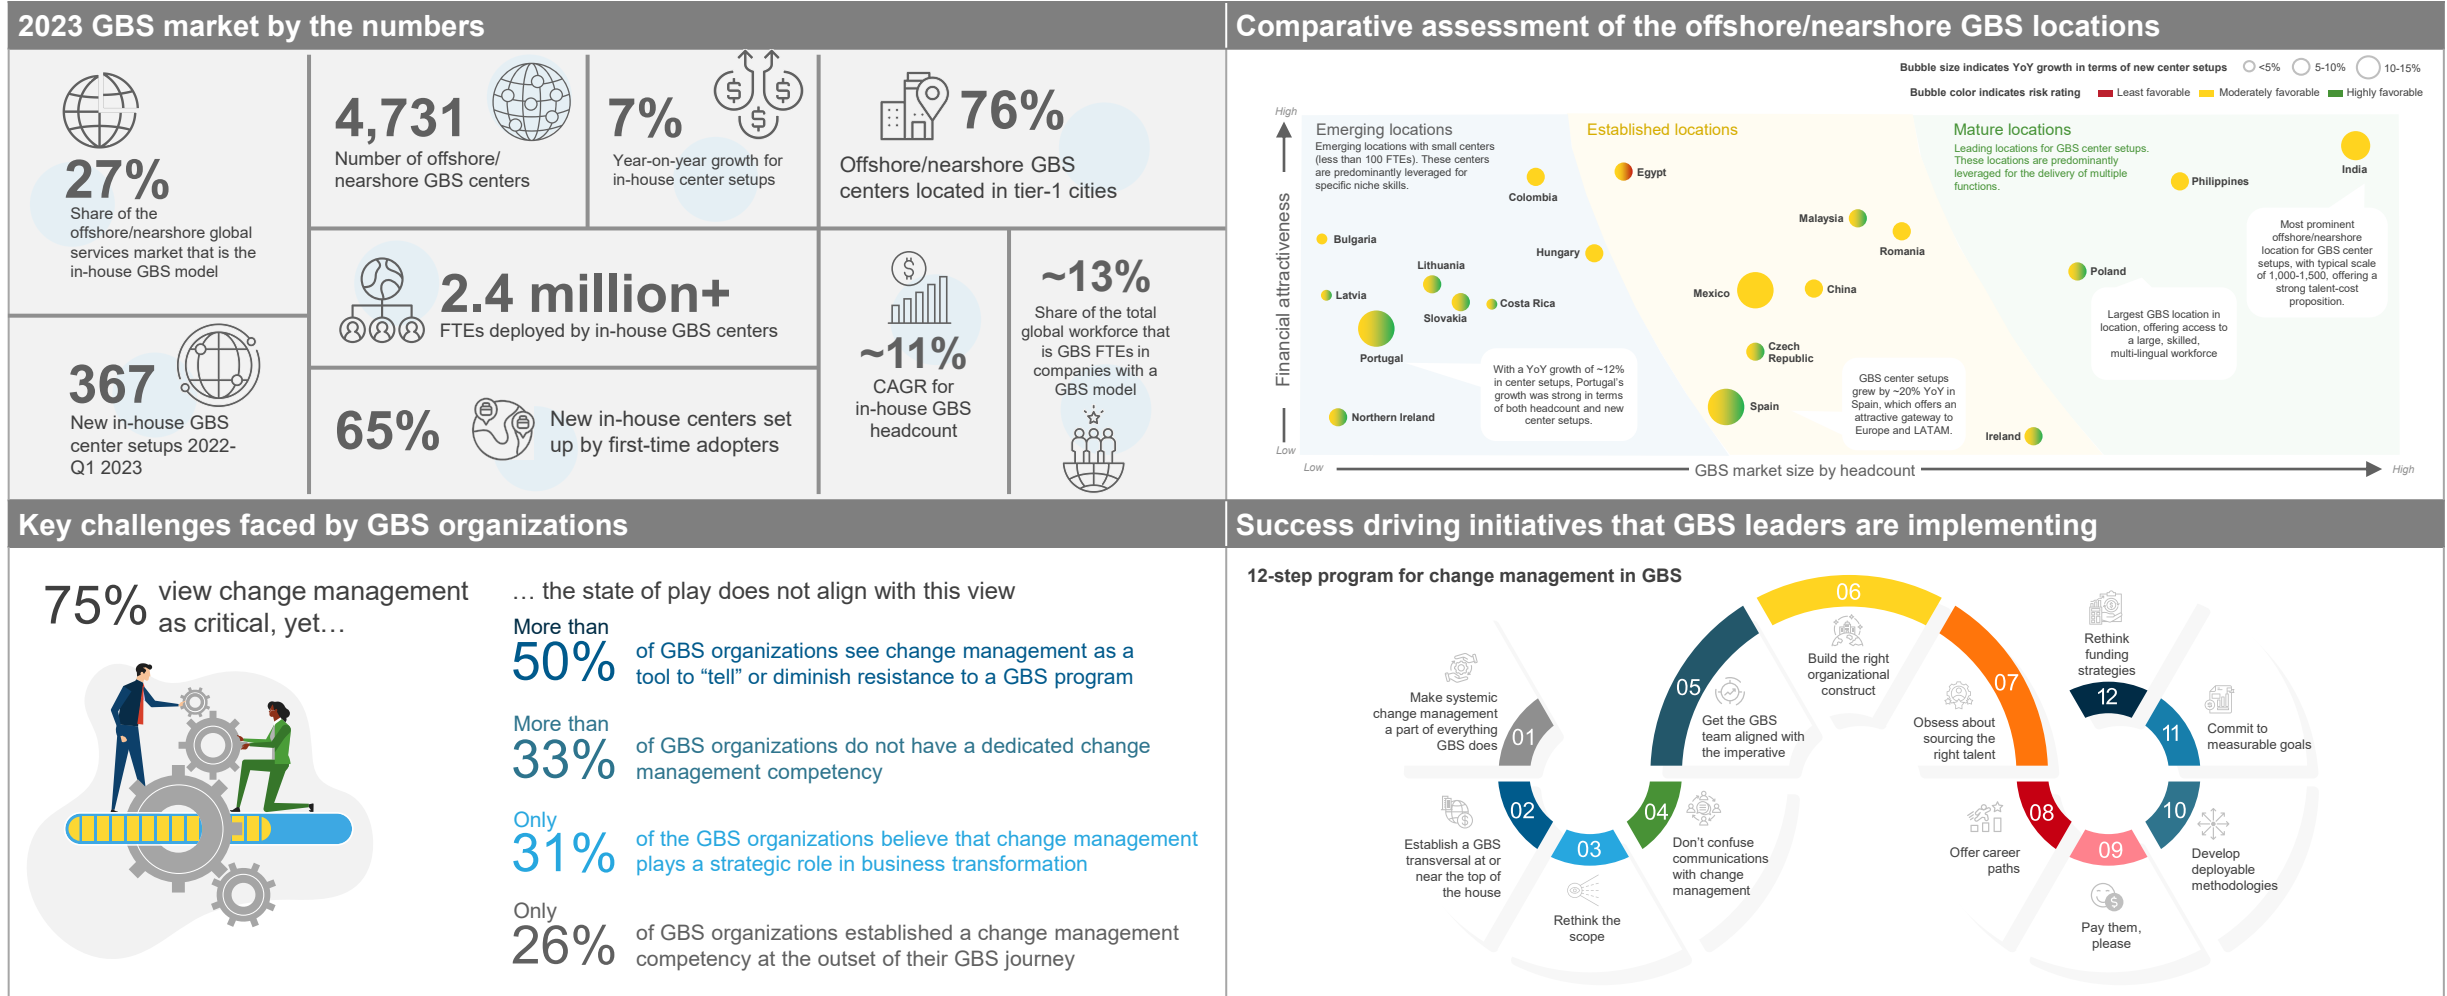 2023 GBS market by the numbers
27%
Share of the
offshore/nearshore global
services market that is the
in-house GBS model
367
New in-house GBS
center setups 2022-
Q1 2023
4,731
Number of offshore/
nearshore GBS centers
7%
Year-on-year growth for
in-house center setups
76%
Offshore/nearshore GBS
centers located in tier-1 cities
2.4 million+
FTEs deployed by in-house GBS centers
65%
New in-house centers set
up by first-time adopters
~11%
CAGR for
in-house GBS
headcount
~13%
Share of the total
global workforce that
is GBS FTEs in
companies with a
GBS model
Comparative assessment of the offshore/nearshore GBS locations
Bubble size indicates YoY growth in terms of new center setups <5% 5-10% 10-15%
Bubble color indicates risk rating Least favorable Moderately favorable Highly favorable
High
Financial attractiveness
Low
Emerging locations
Emerging locations with small centers
(less than 100 FTEs). These centers
are predominantly leveraged for
specific niche skills.
Established locations
Mature locations
Leading locations for GBS center setups.
These locations are predominantly
leveraged for the delivery of multiple
functions.
Colombia
Bulgaria
Hungary
Lithuania
Latvia
Slovakia
Costa Rica
Portugal
Northern Ireland
With a YoY growth of ~12%
in center setups, Portugal's
growth was strong in terms
of both headcount and new
center setups.
Egypt
Malaysia
Romania
Mexico
China
Czech
Republic
Spain
GBS center setups
grew by ~20% YoY in
Spain, which offers an
attractive gateway to
Europe and LATAM.
Ireland
Philippines
India
Most prominent
offshore/nearshore
location for GBS center
setups, with typical scale
of 1,000-1,500, offering a
strong talent-cost
proposition.
Poland
Largest GBS location in
location, offering access to
a large, skilled,
multi-lingual workforce
Low
GBS market size by headcount
High
Key challenges faced by GBS organizations
75%
view change management
as critical, yet…
… the state of play does not align with this view
More than
50%
of GBS organizations see change management as a
tool to “tell” or diminish resistance to a GBS program
More than
33%
of GBS organizations do not have a dedicated change
management competency
Only
31%
of the GBS organizations believe that change management
plays a strategic role in business transformation
Only
26%
of GBS organizations established a change management
competency at the outset of their GBS journey
Success driving initiatives that GBS leaders are implementing
12-step program for change management in GBS
01
Make systemic
change management
a part of everything
GBS does
02
Establish a GBS
transversal at or
near the top of
the house
03
Rethink the
scope
04
Don't confuse
communications
with change
management
05
Get the GBS
team aligned with
the imperative
06
Build the right
organizational
construct
07
Obsess about
sourcing the
right talent
08
Offer career
paths
09
Pay them,
please
10
Develop
deployable
methodologies
11
Commit to
measurable goals
12
Rethink
funding
strategies